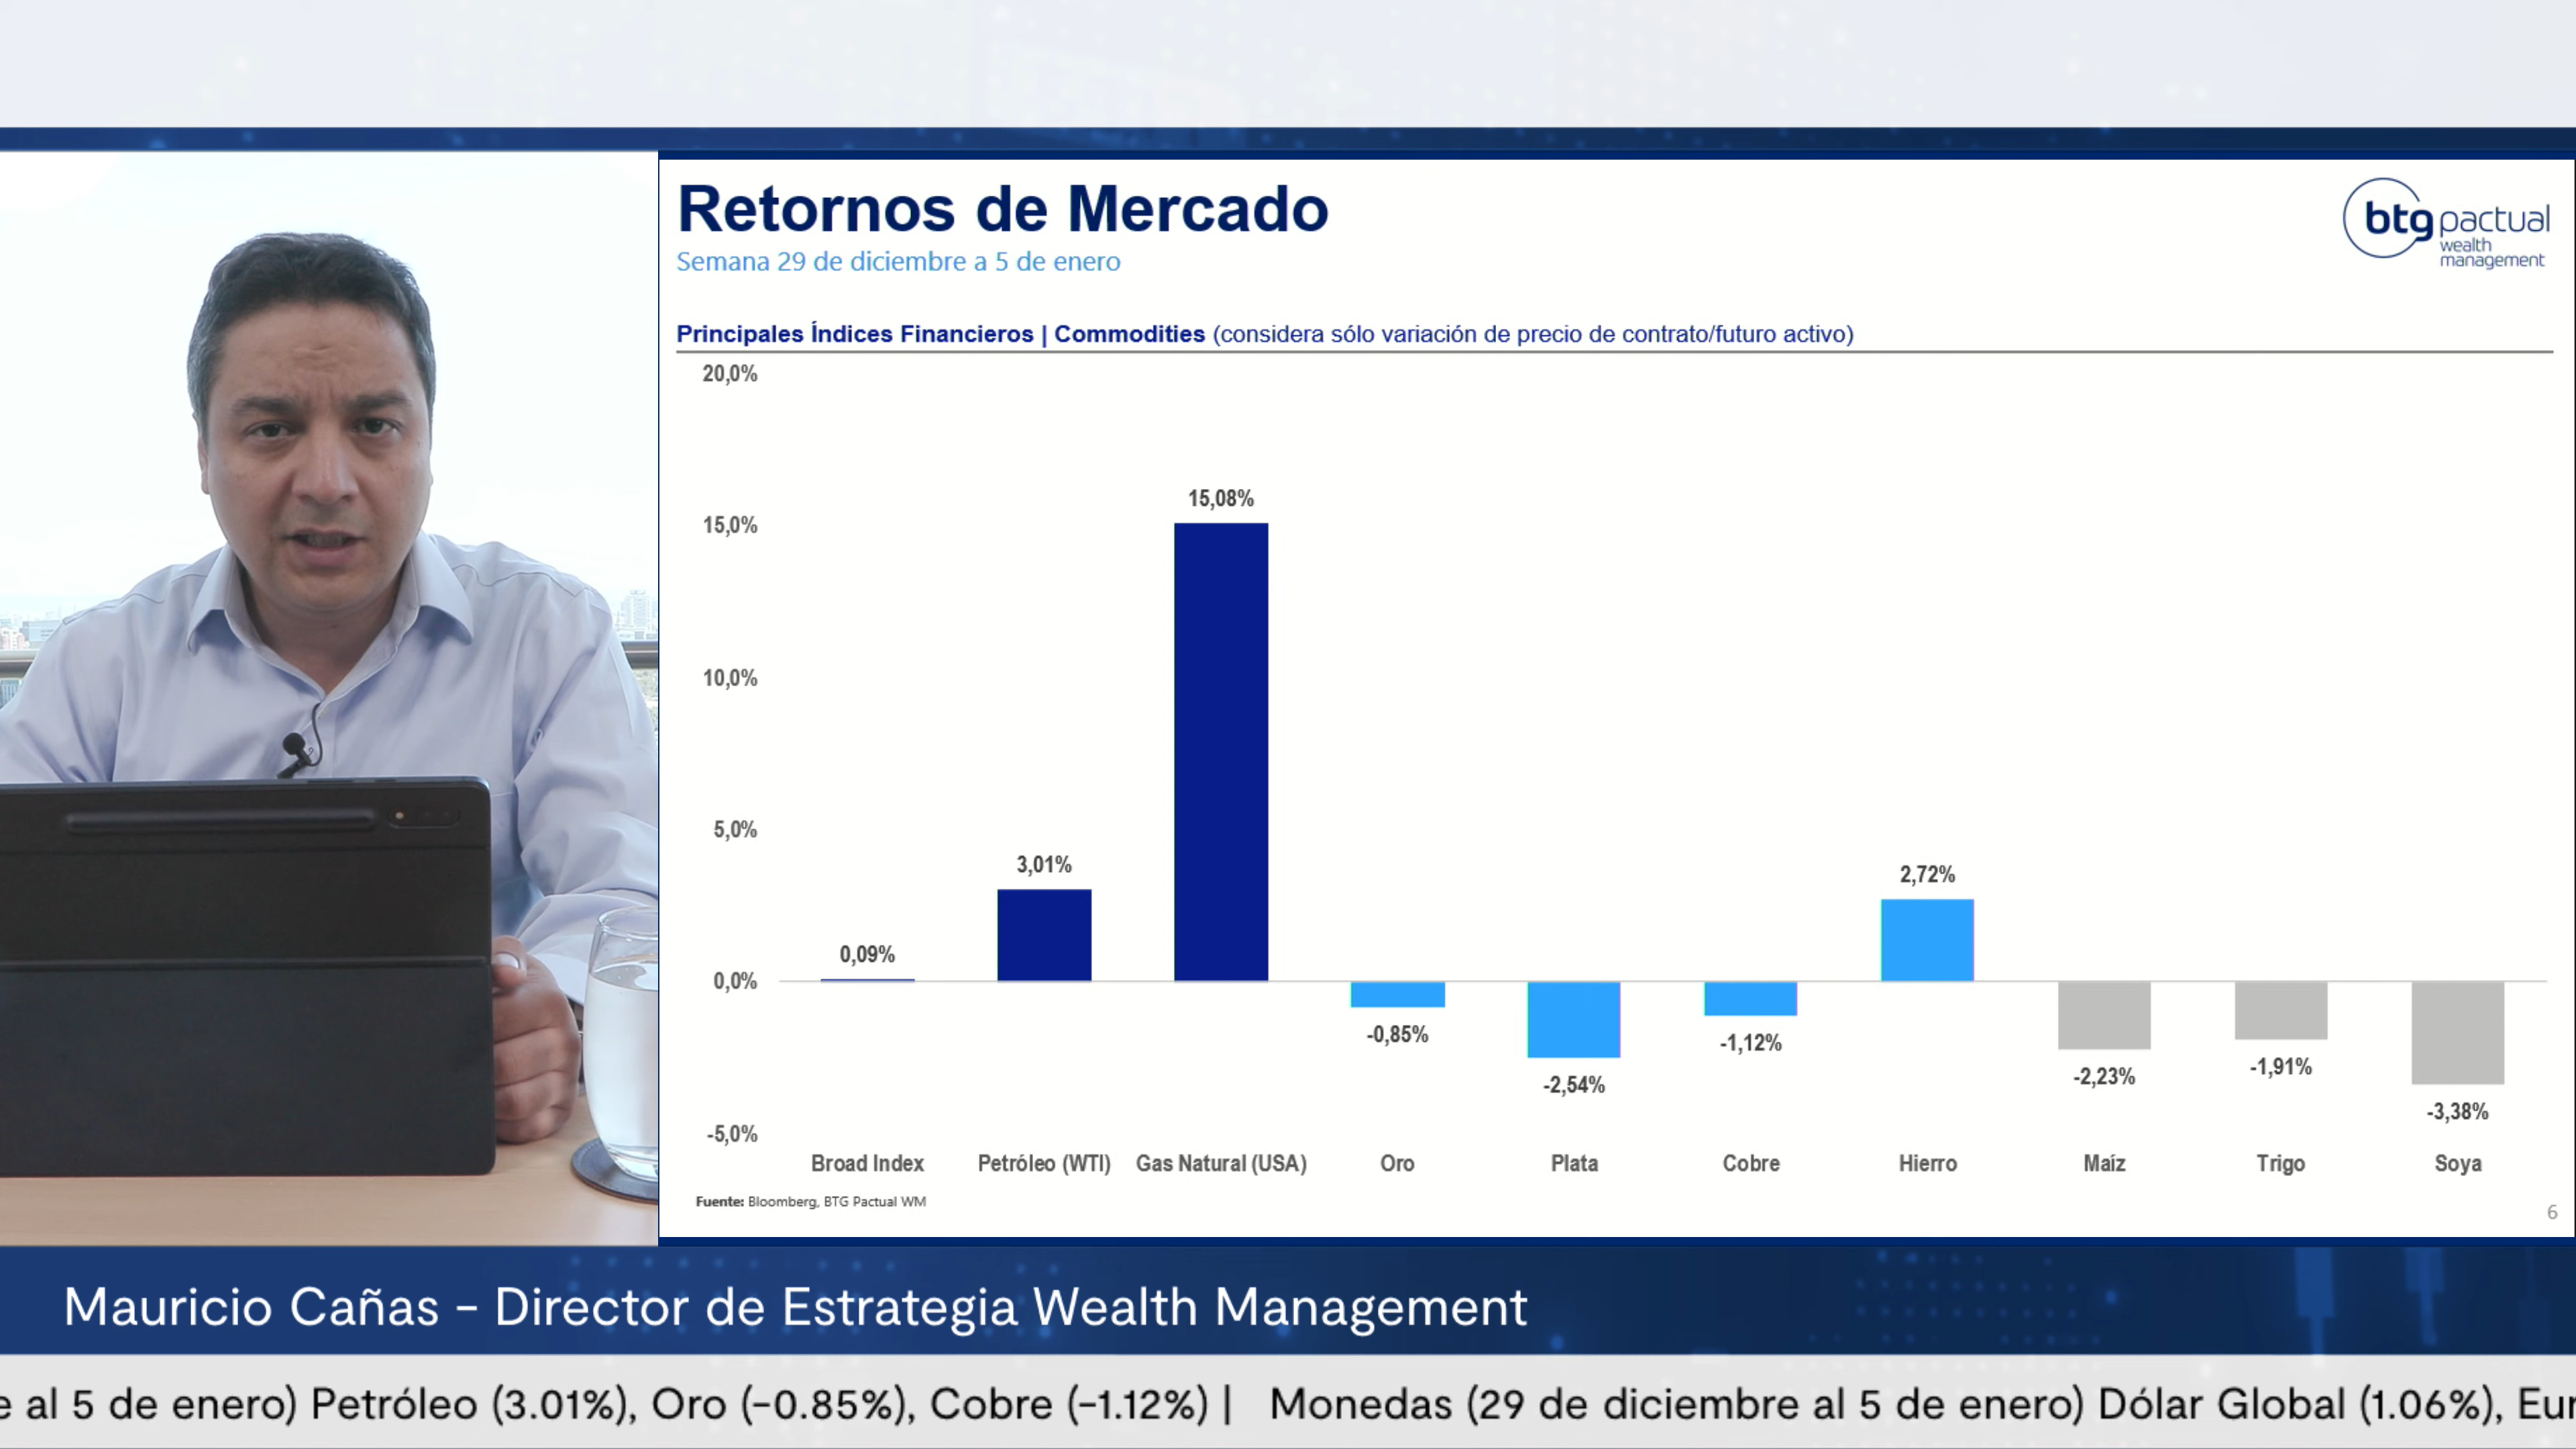 Retornos de Mercado
Semana 29 de diciembre a 5 de enero
btg pactual
wealth
management
Principales Índices Financieros | Commodities (considera sólo variación de precio de contrato/futuro activo)
20,0%
15,0%
10,0%
5,0%
0,0%
-5,0%
0,09%
3,01%
15,08%
-0,85%
-2,54%
-1,12%
2,72%
-2,23%
-1,91%
-3,38%
Broad Index Petróleo (WTI) Gas Natural (USA) Oro Plata Cobre Hierro Maíz Trigo Soya
Fuente: Bloomberg, BTG Pactual WM
6
Mauricio Cañas - Director de Estrategia Wealth Management
e al 5 de enero) Petróleo (3.01%), Oro (-0.85%), Cobre (-1.12%) | Monedas (29 de diciembre al 5 de enero) Dólar Global (1.06%), Eur